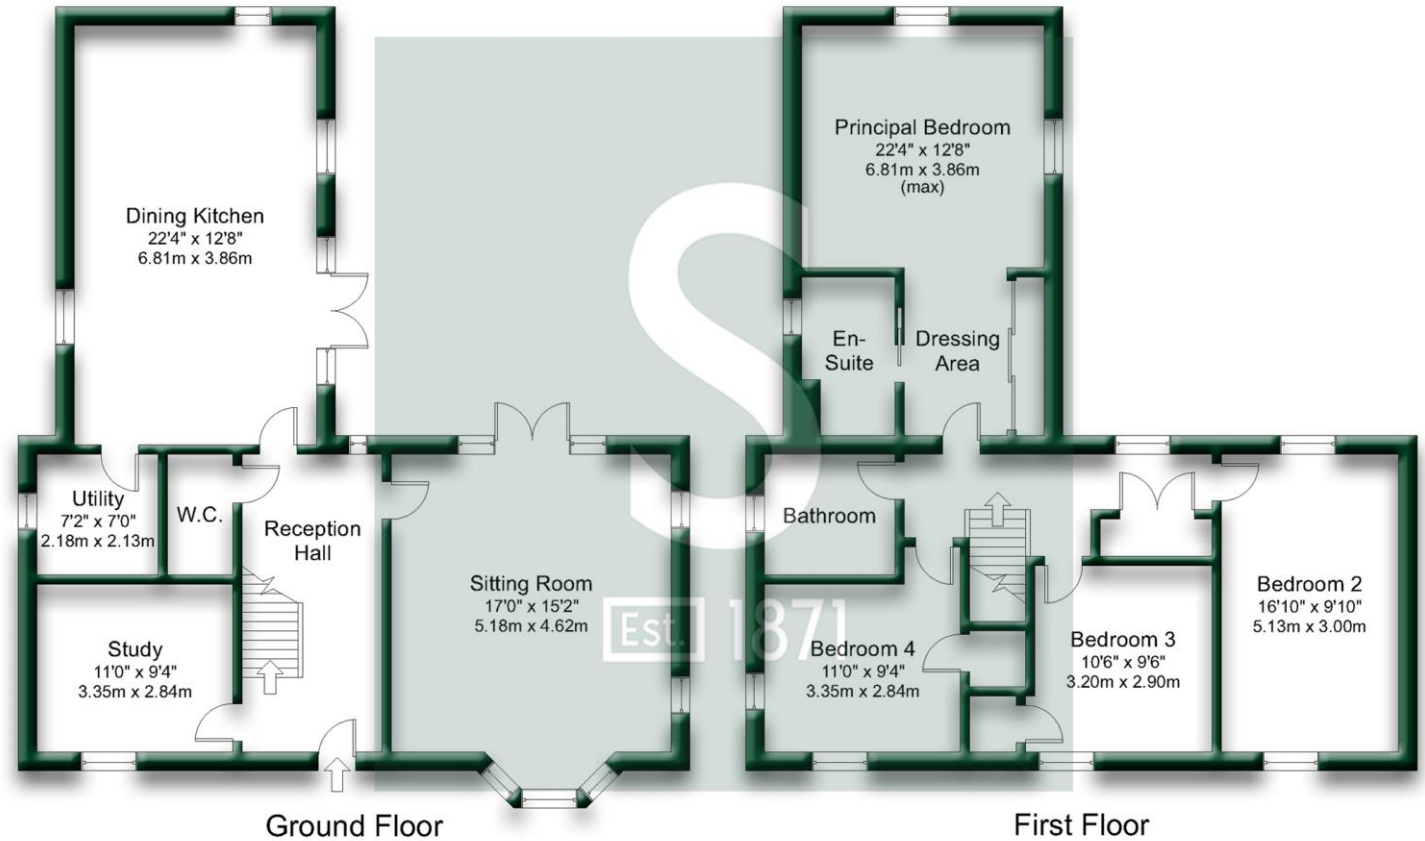 Dining Kitchen
22'4" x 12'8"
6.81m x 3.86m
Utility
7'2" x 7'0"
2.18m x 2.13m
W.C.
Reception
Hall
Study
11'0" x 9'4"
3.35m x 2.84m
Sitting Room
17'0" x 15'2"
5.18m x 4.62m
Ground Floor
S
Est. 1871
Principal Bedroom
22'4" x 12'8"
6.81m x 3.86m
(max)
En-
Suite
Dressing
Area
Bathroom
Bedroom 4
11'0" x 9'4"
3.35m x 2.84m
Bedroom 3
10'6" x 9'6"
3.20m x 2.90m
Bedroom 2
16'10" x 9'10"
5.13m x 3.00m
First Floor